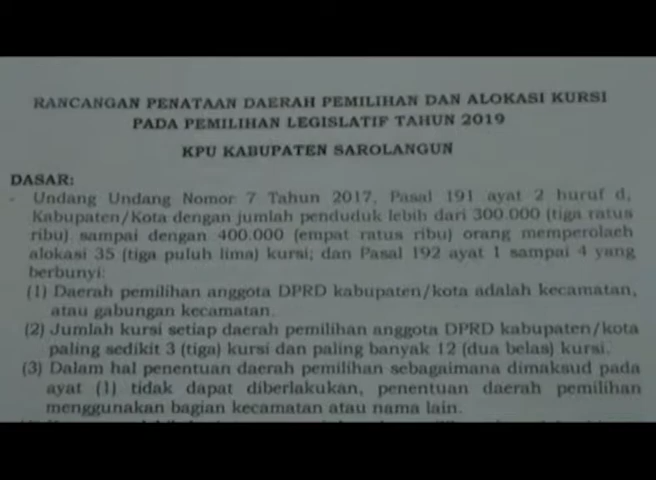 RANCANGAN PENATAAN DAERAH PEMILIHAN DAN ALOKASI KURSI
PADA PEMILIHAN LEGISLATIF TAHUN 2019
KPU KABUPATEN SAROLANGUN
DASAR:
- Undang Undang Nomor 7 Tahun 2017, Pasal 191 ayat 2 huruf d,
Kabupaten/Kota dengan jumlah penduduk lebih dari 300.000 (tiga ratus
ribu) sampai dengan 400.000 (empat ratus ribu) orang memperolaeh
alokasi 35 (tiga puluh lima) kursi; dan Pasal 192 ayat 1 sampai 4 yang
berbunyi:
(1) Daerah pemilihan anggota DPRD kabupaten/kota adalah kecamatan,
atau gabungan kecamatan.
(2) Jumlah kursi setiap daerah pemilihan anggota DPRD kabupaten/kota
paling sedikit 3 (tiga) kursi dan paling banyak 12 (dua belas) kursi.
(3) Dalam hal penentuan daerah pemilihan sebagaimana dimaksud pada
ayat (1) tidak dapat diberlakukan, penentuan daerah pemilihan
menggunakan bagian kecamatan atau nama lain.